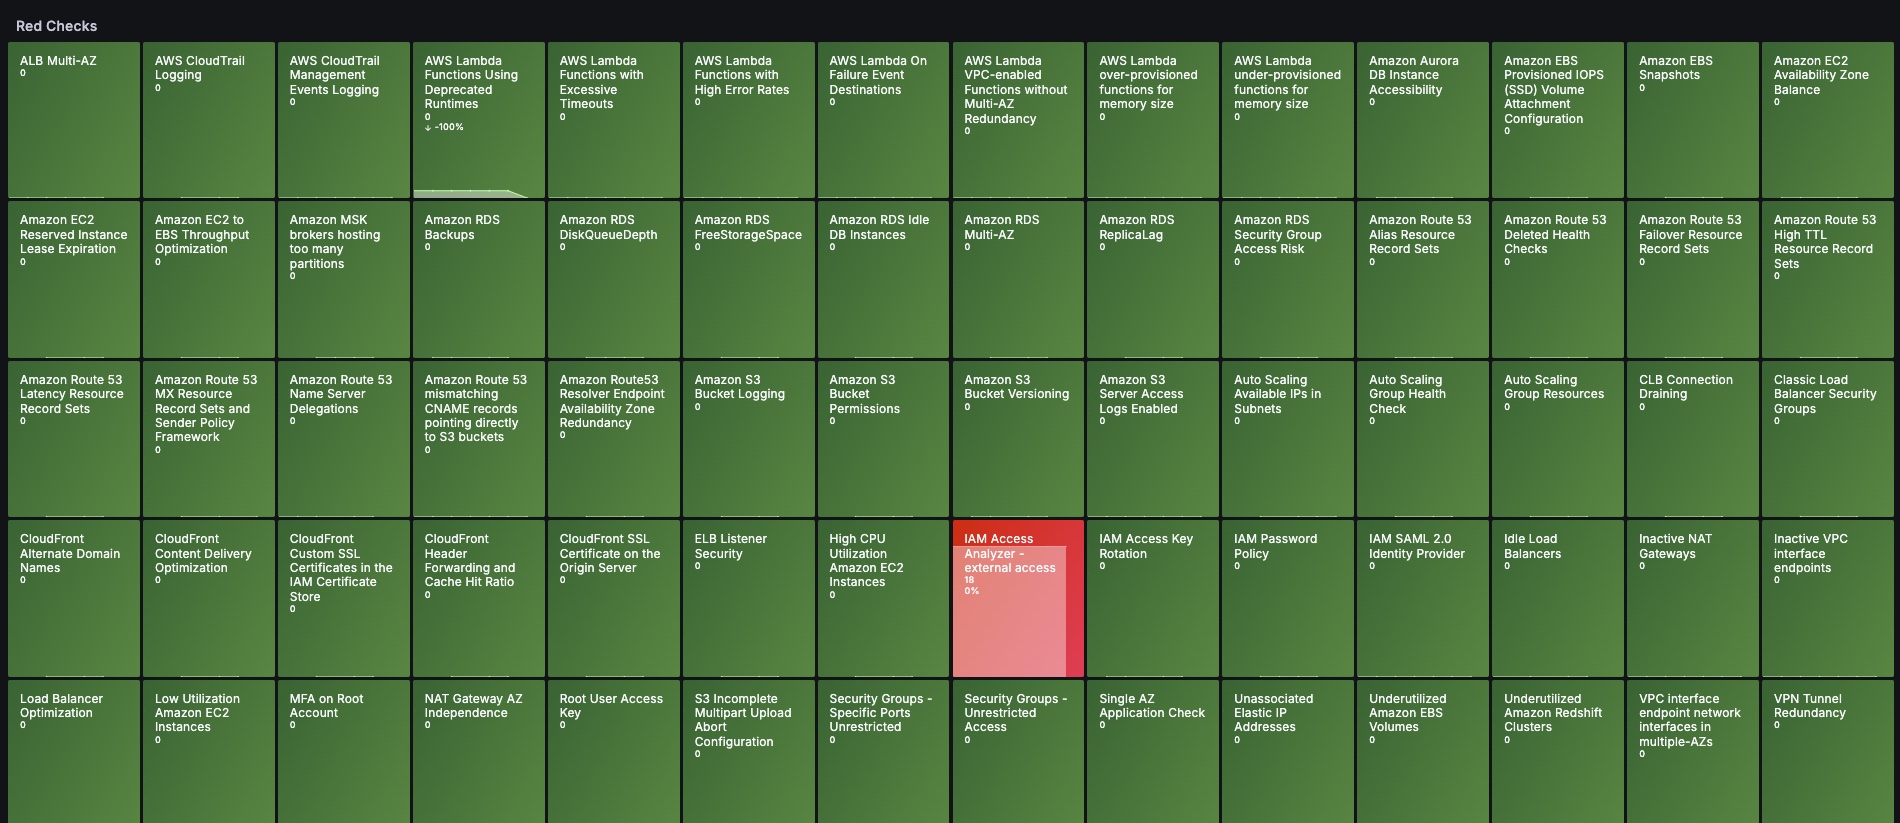 Red Checks
ALB Multi-AZ
0
AWS CloudTrail
Logging
0
AWS CloudTrail
Management
Events Logging
0
AWS Lambda
Functions Using
Deprecated
Runtimes
0
↓ -100%
AWS Lambda
Functions with
Excessive
Timeouts
0
AWS Lambda
Functions with
High Error Rates
0
AWS Lambda On
Failure Event
Destinations
0
AWS Lambda
VPC-enabled
Functions without
Multi-AZ
Redundancy
0
AWS Lambda
over-provisioned
functions for
memory size
0
AWS Lambda
under-provisioned
functions for
memory size
0
Amazon Aurora
DB Instance
Accessibility
0
Amazon EBS
Provisioned IOPS
(SSD) Volume
Attachment
Configuration
0
Amazon EBS
Snapshots
0
Amazon EC2
Availability Zone
Balance
0
Amazon EC2
Reserved Instance
Lease Expiration
0
Amazon EC2 to
EBS Throughput
Optimization
0
Amazon MSK
brokers hosting
too many
partitions
0
Amazon RDS
Backups
0
Amazon RDS
DiskQueueDepth
0
Amazon RDS
FreeStorageSpace
0
Amazon RDS Idle
DB Instances
0
Amazon RDS
Multi-AZ
0
Amazon RDS
ReplicaLag
0
Amazon RDS
Security Group
Access Risk
0
Amazon Route 53
Alias Resource
Record Sets
0
Amazon Route 53
Deleted Health
Checks
0
Amazon Route 53
Failover Resource
Record Sets
0
Amazon Route 53
High TTL
Resource Record
Sets
0
Amazon Route 53
Latency Resource
Record Sets
0
Amazon Route 53
MX Resource
Record Sets and
Sender Policy
Framework
0
Amazon Route 53
Name Server
Delegations
0
Amazon Route 53
mismatching
CNAME records
pointing directly
to S3 buckets
0
Amazon Route53
Resolver Endpoint
Availability Zone
Redundancy
0
Amazon S3
Bucket Logging
0
Amazon S3
Bucket
Permissions
0
Amazon S3
Bucket Versioning
0
Amazon S3
Server Access
Logs Enabled
0
Auto Scaling
Available IPs in
Subnets
0
Auto Scaling
Group Health
Check
0
Auto Scaling
Group Resources
0
CLB Connection
Draining
0
Classic Load
Balancer Security
Groups
0
CloudFront
Alternate Domain
Names
0
CloudFront
Content Delivery
Optimization
0
CloudFront
Custom SSL
Certificates in the
IAM Certificate
Store
0
CloudFront
Header
Forwarding and
Cache Hit Ratio
0
CloudFront SSL
Certificate on the
Origin Server
0
ELB Listener
Security
0
High CPU
Utilization
Amazon EC2
Instances
0
IAM Access
Analyzer -
external access
18
0%
IAM Access Key
Rotation
0
IAM Password
Policy
0
IAM SAML 2.0
Identity Provider
0
Idle Load
Balancers
0
Inactive NAT
Gateways
0
Inactive VPC
interface
endpoints
0
Load Balancer
Optimization
0
Low Utilization
Amazon EC2
Instances
0
MFA on Root
Account
0
NAT Gateway AZ
Independence
0
Root User Access
Key
0
S3 Incomplete
Multipart Upload
Abort
Configuration
0
Security Groups -
Specific Ports
Unrestricted
0
Security Groups -
Unrestricted
Access
0
Single AZ
Application Check
0
Unassociated
Elastic IP
Addresses
0
Underutilized
Amazon EBS
Volumes
0
Underutilized
Amazon Redshift
Clusters
0
VPC interface
endpoint network
interfaces in
multiple-AZs
0
VPN Tunnel
Redundancy
0